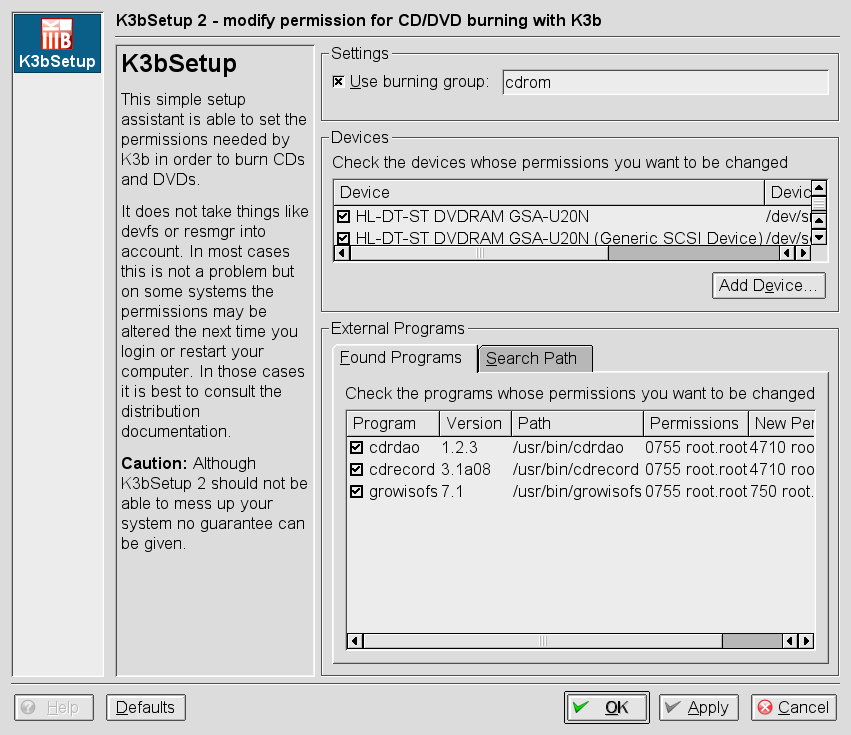 K3bSetup 2 - modify permission for CD/DVD burning with K3b
K3bSetup
K3bSetup
This simple setup
assistant is able to set the
permissions needed by
K3b in order to burn CDs
and DVDs.
It does not take things like
devfs or resmgr into
account. In most cases
this is not a problem but
on some systems the
permissions may be
altered the next time you
login or restart your
computer. In those cases
it is best to consult the
distribution
documentation.
Caution: Although
K3bSetup 2 should not be
able to mess up your
system no guarantee can
be given.
Settings
Use burning group: cdrom
Devices
Check the devices whose permissions you want to be changed
Device Devic
HL-DT-ST DVDRAM GSA-U20N /dev/s
HL-DT-ST DVDRAM GSA-U20N (Generic SCSI Device) /dev/s
Add Device...
External Programs
Found Programs Search Path
Check the programs whose permissions you want to be changed
Program Version Path Permissions New Per
cdrdao 1.2.3 /usr/bin/cdrdao 0755 root.root 4710 roo
cdrecord 3.1a08 /usr/bin/cdrecord 0755 root.root 4710 roo
growisofs 7.1 /usr/bin/growisofs 0755 root.root 750 root.
Help Defaults OK Apply Cancel